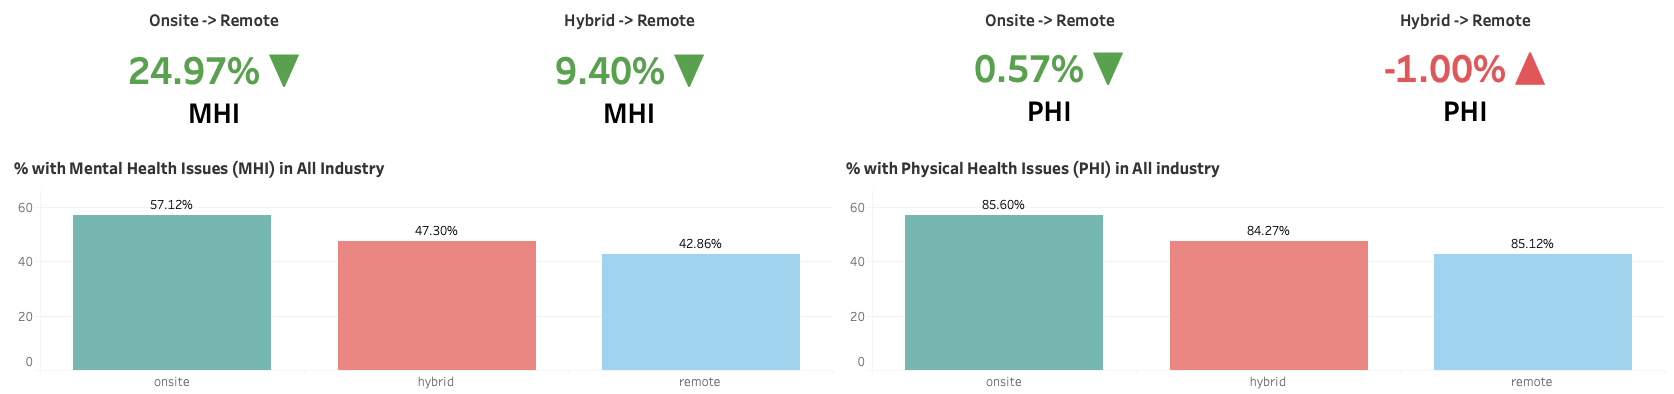 Onsite -> Remote
24.97% ▼
MHI
Hybrid -> Remote
9.40% ▼
MHI
Onsite -> Remote
0.57% ▼
PHI
Hybrid -> Remote
-1.00% ▲
PHI
% with Mental Health Issues (MHI) in All Industry
60
40
20
0
57.12%
47.30%
42.86%
onsite
hybrid
remote
% with Physical Health Issues (PHI) in All industry
60
40
20
0
85.60%
84.27%
85.12%
onsite
hybrid
remote